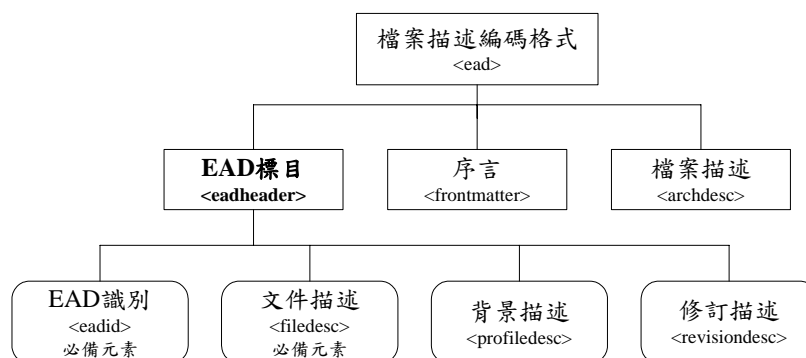 檔案描述編碼格式
<ead>
EAD標目
<eadheader>
序言
<frontmatter>
檔案描述
<archdesc>
EAD識別
<eadid>
必備元素
文件描述
<filedesc>
必備元素
背景描述
<profiledesc>
修訂描述
<revisiondesc>